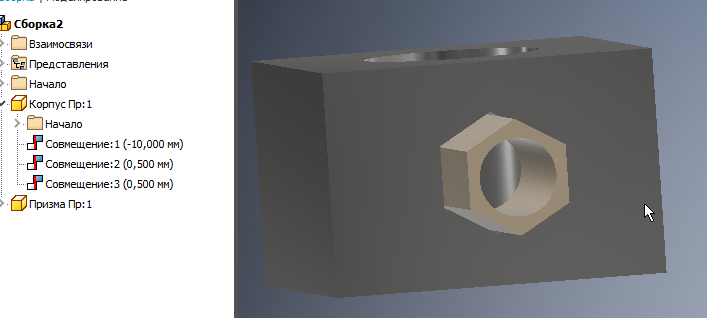 Сборка2
Взаимосвязи
Представления
Начало
Корпус Пр:1
Начало
Совмещение:1 (-10,000 мм)
Совмещение:2 (0,500 мм)
Совмещение:3 (0,500 мм)
Призма Пр:1